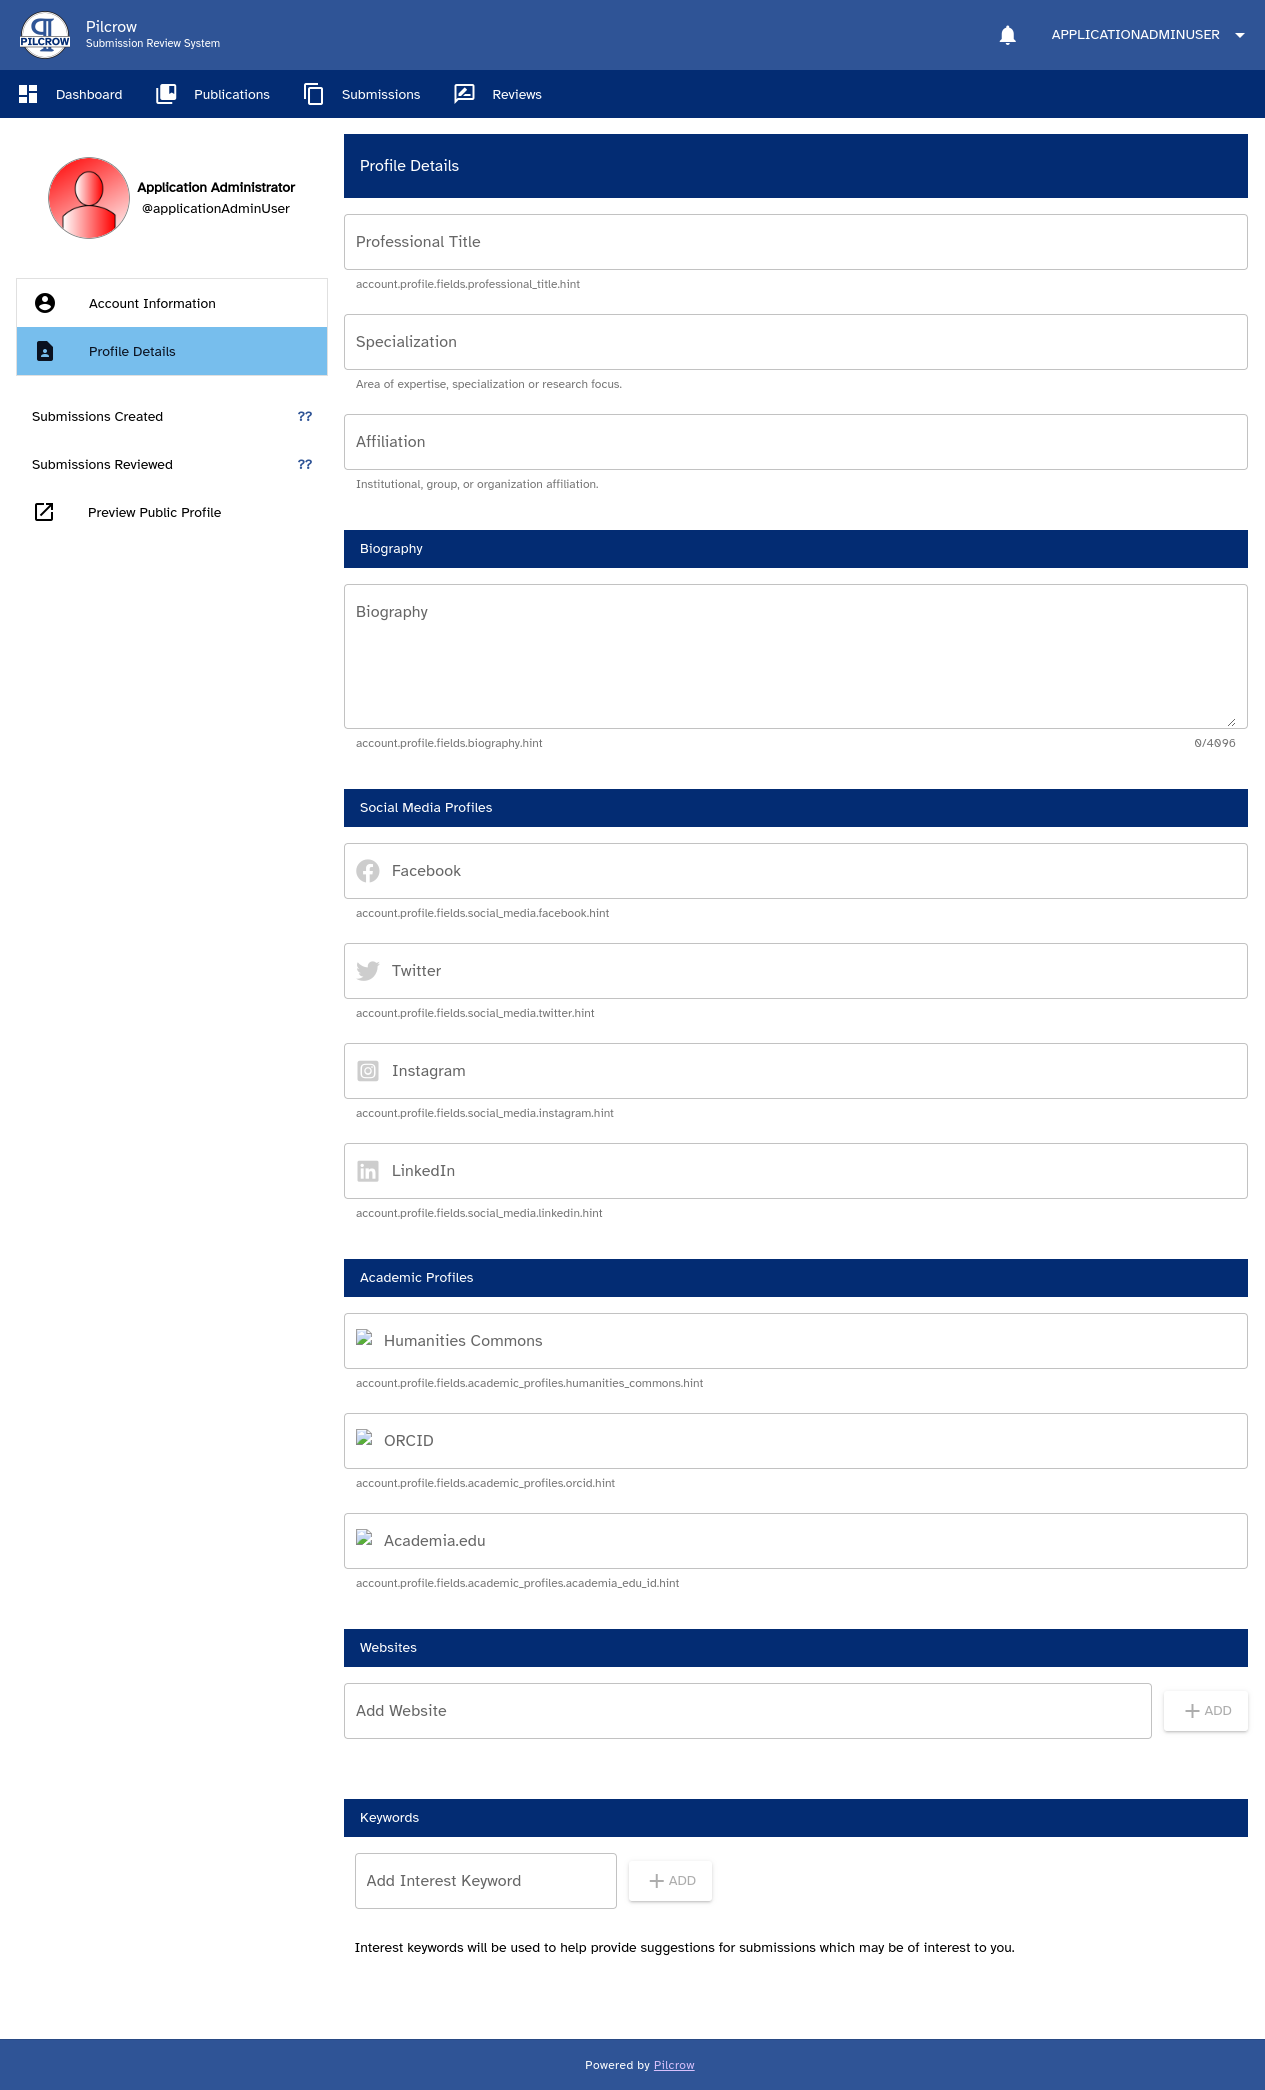 PILCROW
Pilcrow
Submission Review System
APPLICATIONADMINUSER
Dashboard
Publications
Submissions
Reviews
Application Administrator
@applicationAdminUser
Account Information
Profile Details
Submissions Created
??
Submissions Reviewed
??
Preview Public Profile
Profile Details
Professional Title
account.profile.fields.professional_title.hint
Specialization
Area of expertise, specialization or research focus.
Affiliation
Institutional, group, or organization affiliation.
Biography
Biography
account.profile.fields.biography.hint
0/4096
Social Media Profiles
Facebook
account.profile.fields.social_media.facebook.hint
Twitter
account.profile.fields.social_media.twitter.hint
Instagram
account.profile.fields.social_media.instagram.hint
LinkedIn
account.profile.fields.social_media.linkedin.hint
Academic Profiles
Humanities Commons
account.profile.fields.academic_profiles.humanities_commons.hint
ORCID
account.profile.fields.academic_profiles.orcid.hint
Academia.edu
account.profile.fields.academic_profiles.academia_edu_id.hint
Websites
Add Website
ADD
Keywords
Add Interest Keyword
ADD
Interest keywords will be used to help provide suggestions for submissions which may be of interest to you.
Powered by Pilcrow